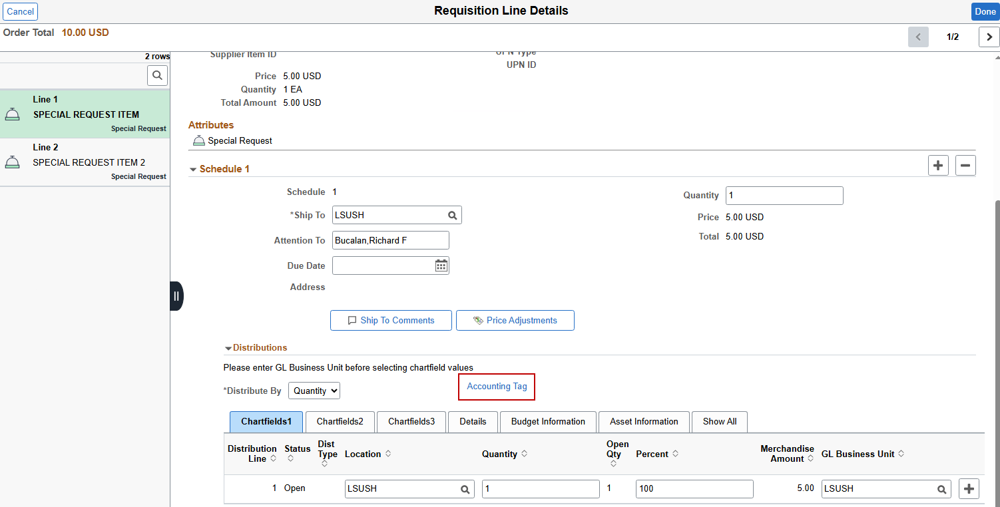 Cancel
Requisition Line Details
Done
Order Total 10.00 USD
1/2
2 rows
Line 1
SPECIAL REQUEST ITEM
Special Request
Line 2
SPECIAL REQUEST ITEM 2
Special Request
Supplier Item ID
UPN Type
UPN ID
Price 5.00 USD
Quantity 1 EA
Total Amount 5.00 USD
Attributes
Special Request
Schedule 1
Schedule 1
*Ship To LSUSH
Attention To Bucalan,Richard F
Due Date
Address
Quantity 1
Price 5.00 USD
Total 5.00 USD
Ship To Comments
Price Adjustments
Distributions
Please enter GL Business Unit before selecting chartfield values
*Distribute By Quantity
Accounting Tag
Chartfields1 Chartfields2 Chartfields3 Details Budget Information Asset Information Show All
Distribution Line Status Dist Type Location Quantity Open Qty Percent Merchandise Amount GL Business Unit
1 Open LSUSH 1 1 100 5.00 LSUSH